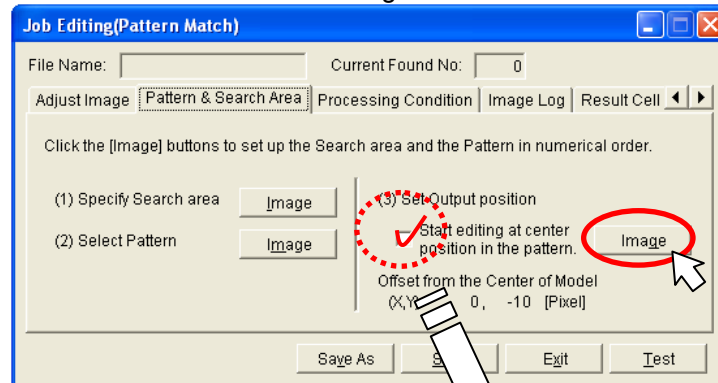 Job Editing(Pattern Match)
File Name: Current Found No: 0
Adjust Image Pattern & Search Area Processing Condition Image Log Result Cell
Click the [Image] buttons to set up the Search area and the Pattern in numerical order.
(1) Specify Search area Image (3) Set Output position
(2) Select Pattern Image Start editing at center position in the pattern. Image
Offset from the Center of Model
(X,Y) 0, -10 [Pixel]
Save As Exit Test